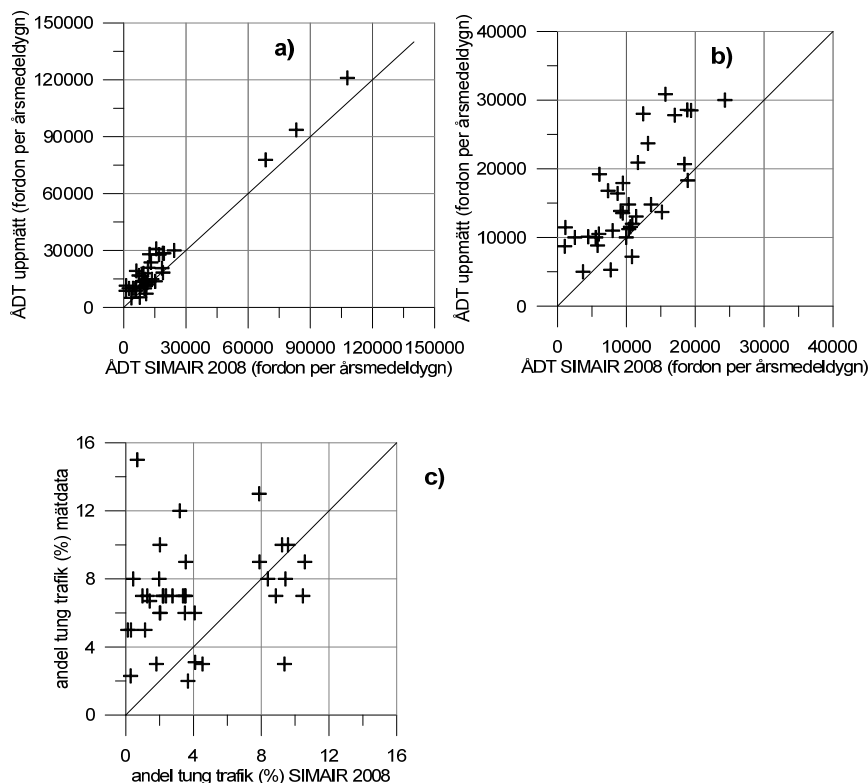 ÅDT uppmätt (fordon per årsmedeldygn)
150000
120000
90000
60000
30000
0
a)
0 30000 60000 90000 120000 150000
ÅDT SIMAIR 2008 (fordon per årsmedeldygn)
ÅDT uppmätt (fordon per årsmedeldygn)
40000
30000
20000
10000
0
b)
0 10000 20000 30000 40000
ÅDT SIMAIR 2008 (fordon per årsmedeldygn)
andel tung trafik (%) mätdata
16
12
8
4
0
c)
0 4 8 12 16
andel tung trafik (%) SIMAIR 2008